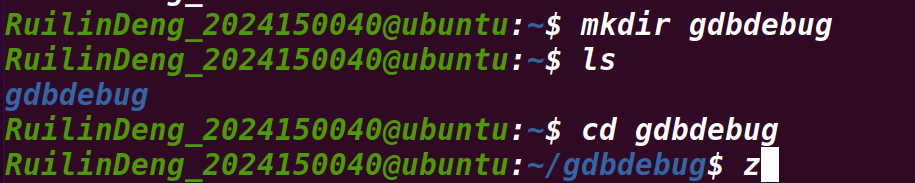 RuilinDeng_2024150040@ubuntu:~$ mkdir gdbdebug
RuilinDeng_2024150040@ubuntu:~$ ls
gdbdebug
RuilinDeng_2024150040@ubuntu:~$ cd gdbdebug
RuilinDeng_2024150040@ubuntu:~/gdbdebug$ z